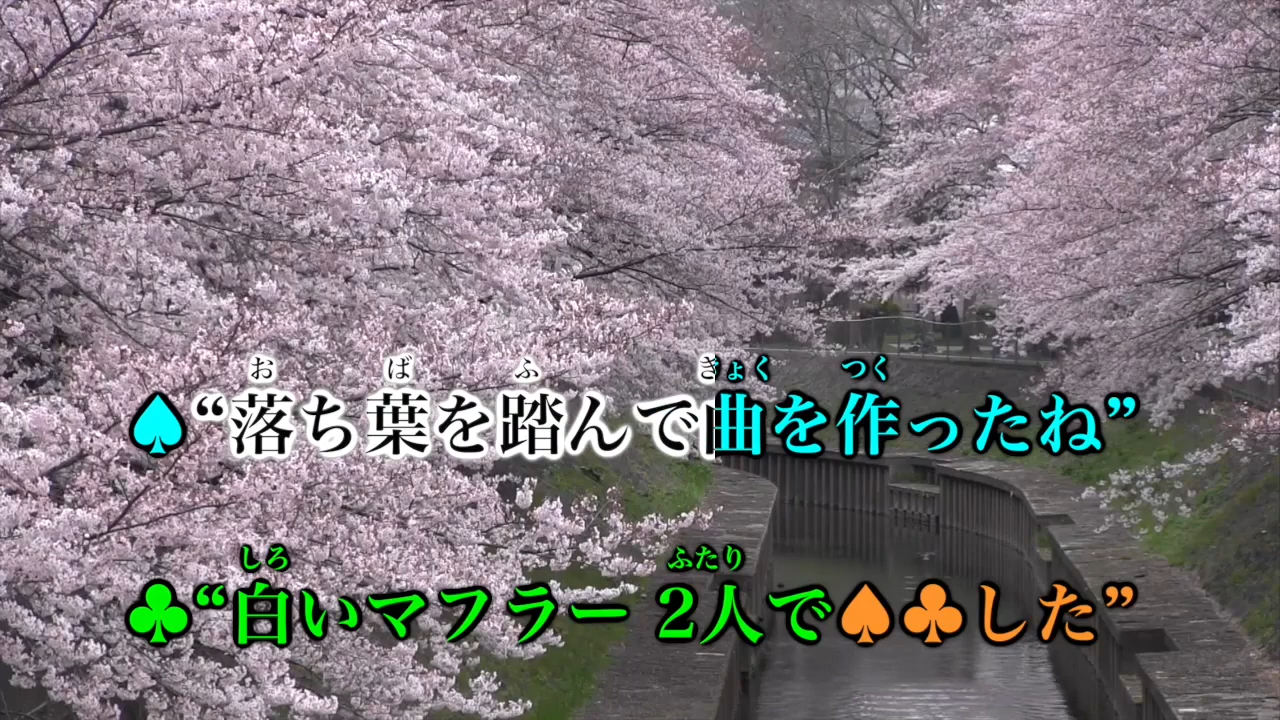 お ば ふ きょく つく
♠“落ち葉を踏んで曲を作ったね”
しろ ふたり
♣“白いマフラー 2人で♠♣した”